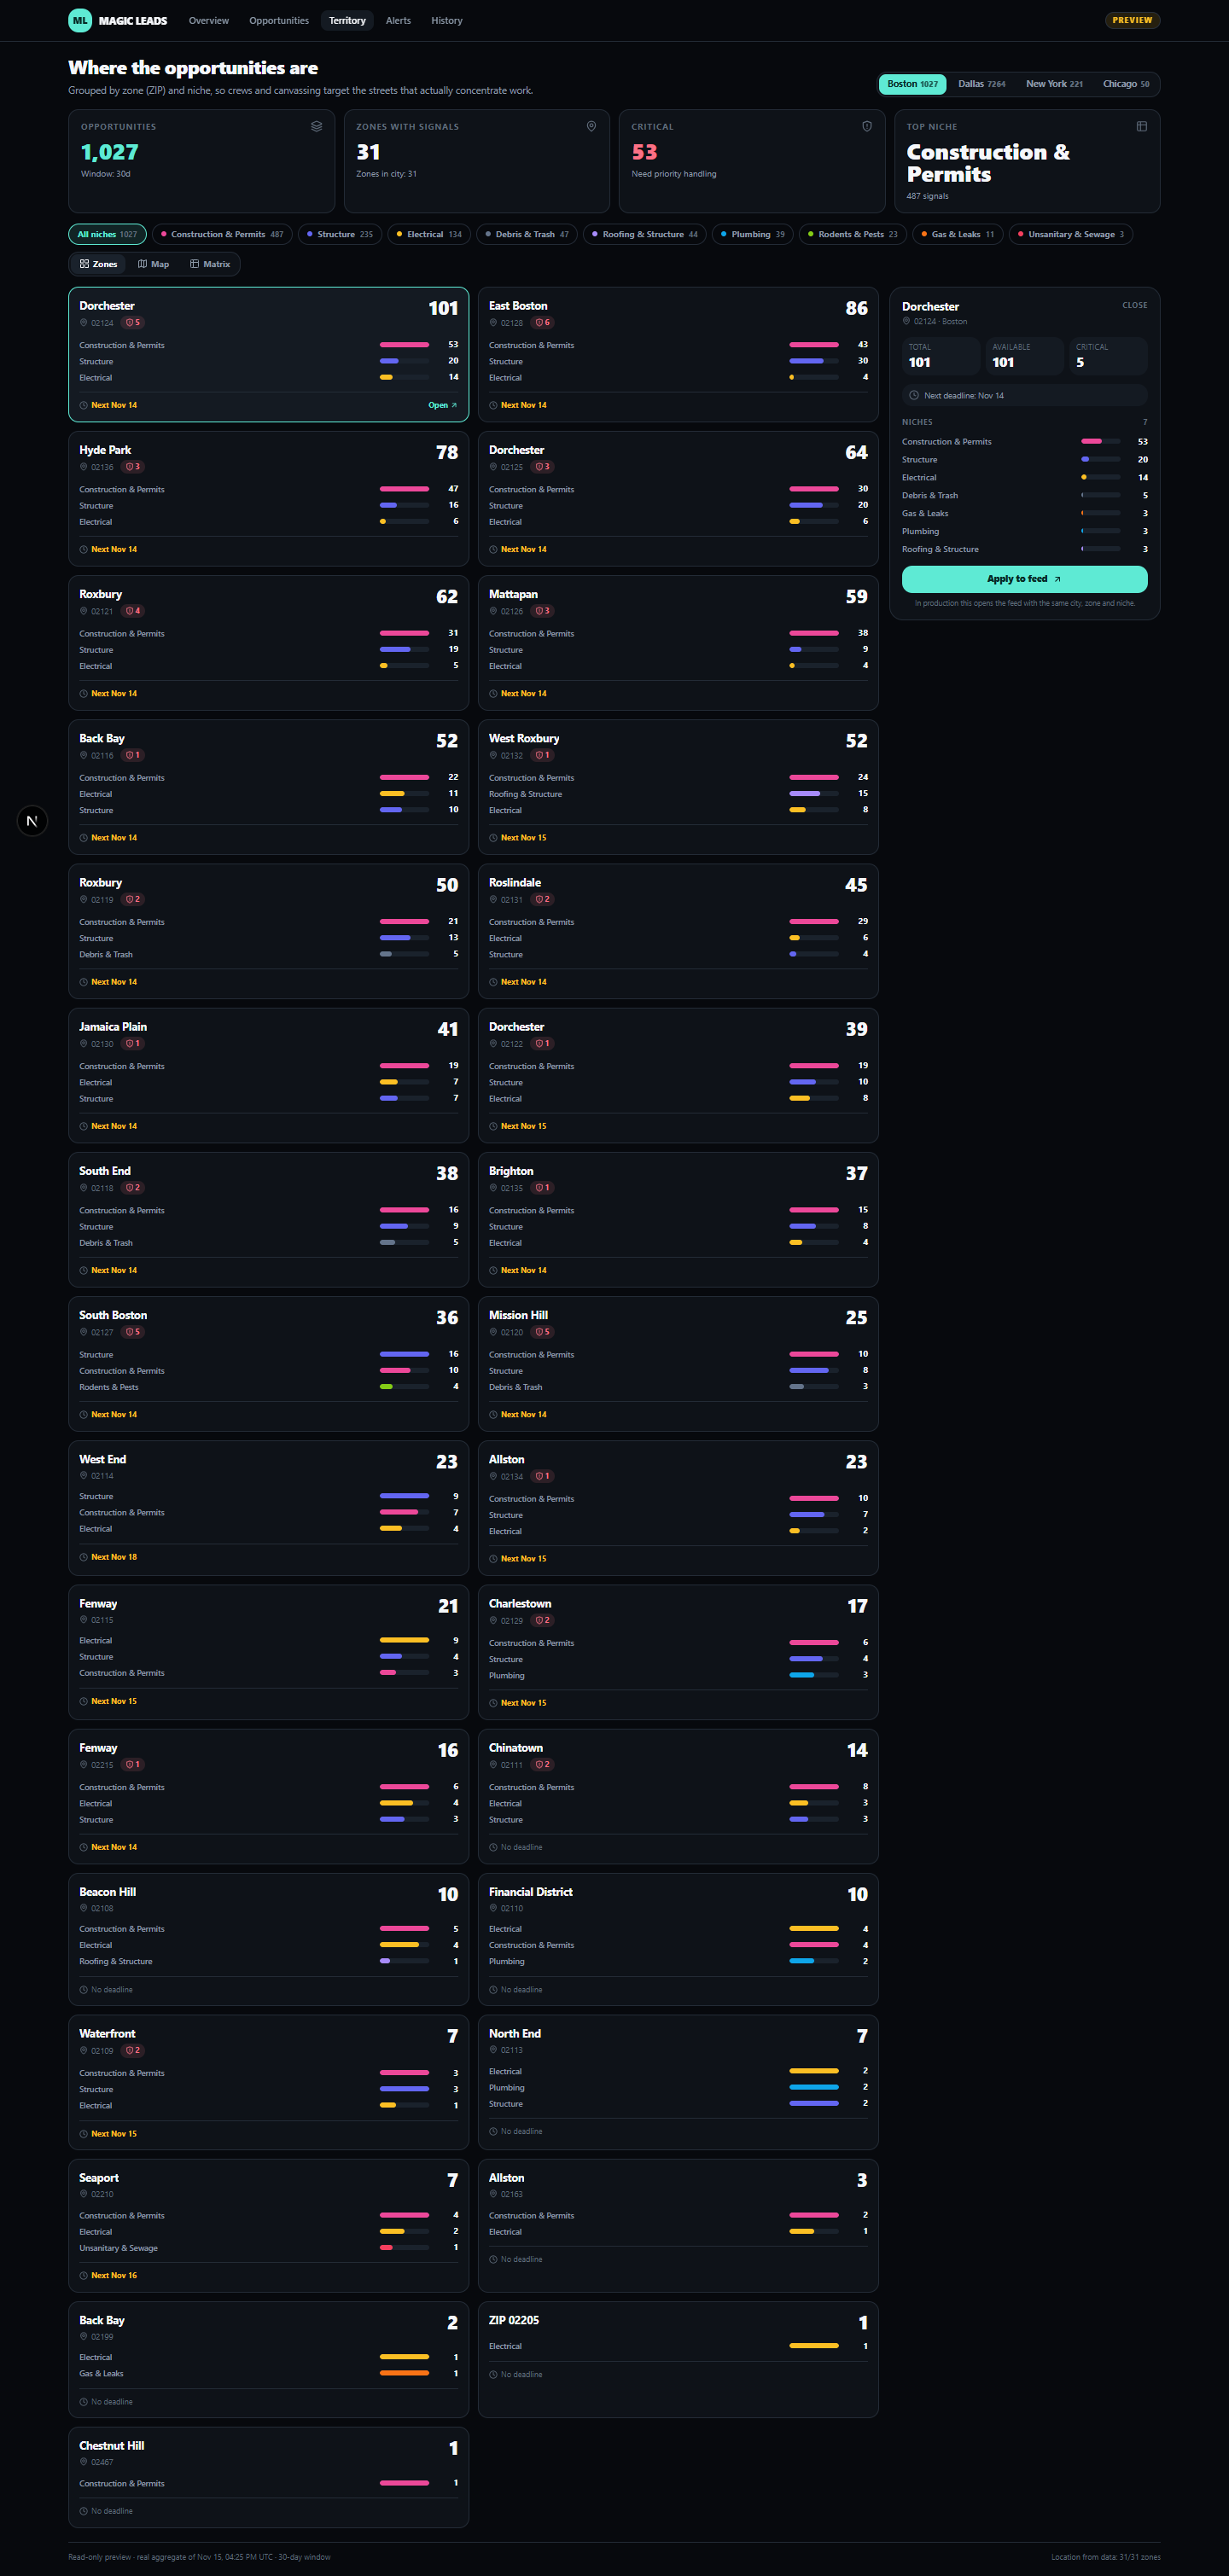 ML MAGIC LEADS Overview Opportunities Territory Alerts History PREVIEW
Where the opportunities are
Grouped by zone (ZIP) and niche, so crews and canvassing target the streets that actually concentrate work.
Boston 1027 Dallas 7264 New York 221 Chicago 50
OPPORTUNITIES
1,027
Window: 30d
ZONES WITH SIGNALS
31
Zones in city: 31
CRITICAL
53
Need priority handling
TOP NICHE
Construction &
Permits
487 signals
All niches 1027 Construction & Permits 487 Structure 235 Electrical 134 Debris & Trash 47 Roofing & Structure 44 Plumbing 39 Rodents & Pests 23 Gas & Leaks 11 Unsanitary & Sewage 3
Zones Map Matrix
Dorchester 101
02124 5
Construction & Permits 53
Structure 20
Electrical 14
Next Nov 14 Open
East Boston 86
02128 6
Construction & Permits 43
Structure 30
Electrical 4
Next Nov 14
Dorchester CLOSE
02124 · Boston
TOTAL
101
AVAILABLE
101
CRITICAL
5
Next deadline: Nov 14
NICHES 7
Construction & Permits 53
Structure 20
Electrical 14
Debris & Trash 5
Gas & Leaks 3
Plumbing 3
Roofing & Structure 3
Apply to feed
In production this opens the feed with the same city, zone and niche.
Hyde Park 78
02136 3
Construction & Permits 47
Structure 16
Electrical 6
Next Nov 14
Dorchester 64
02125 3
Construction & Permits 30
Structure 20
Electrical 6
Next Nov 14
Roxbury 62
02121 4
Construction & Permits 31
Structure 19
Electrical 5
Next Nov 14
Mattapan 59
02126 3
Construction & Permits 38
Structure 9
Electrical 4
Next Nov 14
Back Bay 52
02116 1
Construction & Permits 22
Electrical 11
Structure 10
Next Nov 14
West Roxbury 52
02132 1
Construction & Permits 24
Roofing & Structure 15
Electrical 8
Next Nov 15
N
Roxbury 50
02119 2
Construction & Permits 21
Structure 13
Debris & Trash 5
Next Nov 14
Roslindale 45
02131 2
Construction & Permits 29
Electrical 6
Structure 4
Next Nov 14
Jamaica Plain 41
02130 1
Construction & Permits 19
Electrical 7
Structure 7
Next Nov 14
Dorchester 39
02122 1
Construction & Permits 19
Structure 10
Electrical 8
Next Nov 15
South End 38
02118 2
Construction & Permits 16
Structure 9
Debris & Trash 5
Next Nov 14
Brighton 37
02135 1
Construction & Permits 15
Structure 8
Electrical 4
Next Nov 14
South Boston 36
02127 5
Structure 16
Construction & Permits 10
Rodents & Pests 4
Next Nov 14
Mission Hill 25
02120 5
Construction & Permits 10
Structure 8
Debris & Trash 3
Next Nov 14
West End 23
02114
Structure 9
Construction & Permits 7
Electrical 4
Next Nov 18
Allston 23
02134 1
Construction & Permits 10
Structure 7
Electrical 2
Next Nov 15
Fenway 21
02115
Electrical 9
Structure 4
Construction & Permits 3
Next Nov 15
Charlestown 17
02129 2
Construction & Permits 6
Structure 4
Plumbing 3
Next Nov 15
Fenway 16
02215 1
Construction & Permits 6
Electrical 4
Structure 3
Next Nov 14
Chinatown 14
02111 2
Construction & Permits 8
Electrical 3
Structure 3
No deadline
Beacon Hill 10
02108
Construction & Permits 5
Electrical 4
Roofing & Structure 1
No deadline
Financial District 10
02110
Electrical 4
Construction & Permits 4
Plumbing 2
No deadline
Waterfront 7
02109 2
Construction & Permits 3
Structure 3
Electrical 1
Next Nov 15
North End 7
02113
Electrical 2
Plumbing 2
Structure 2
No deadline
Seaport 7
02210
Construction & Permits 4
Electrical 2
Unsanitary & Sewage 1
Next Nov 16
Allston 3
02163
Construction & Permits 2
Electrical 1
No deadline
Back Bay 2
02199
Electrical 1
Gas & Leaks 1
No deadline
ZIP 02205 1
Electrical 1
No deadline
Chestnut Hill 1
02467
Construction & Permits 1
No deadline
Read-only preview · real aggregate of Nov 15, 04:25 PM UTC · 30-day window
Location from data: 31/31 zones